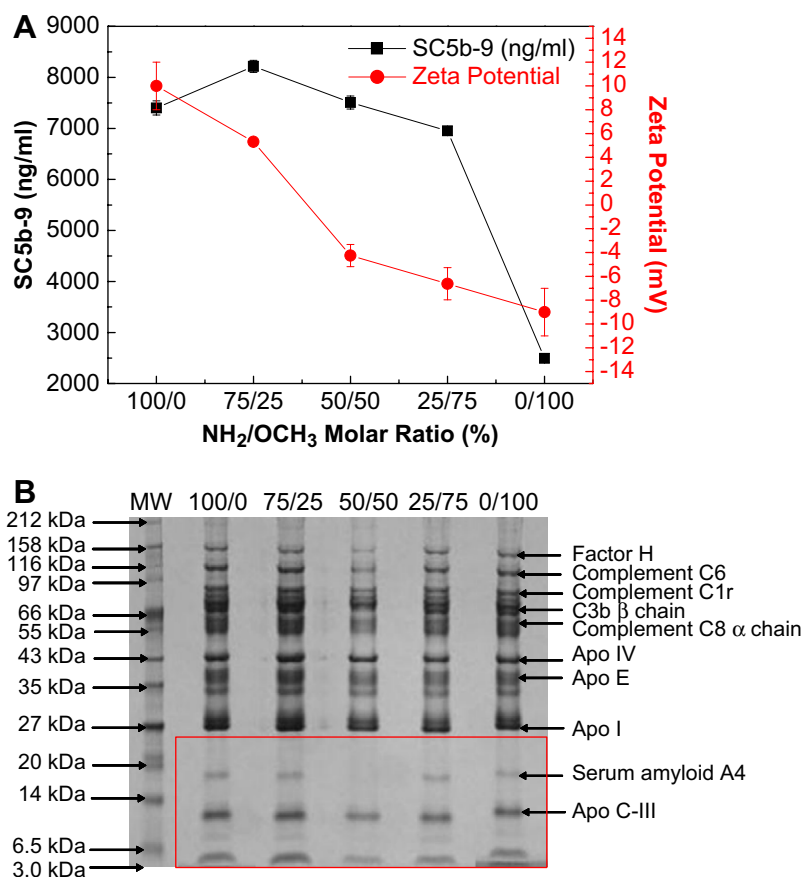 A
SC5b-9 (ng/ml)
Zeta Potential
9000
8000
7000
6000
5000
4000
3000
2000
SC5b-9 (ng/ml)
14
12
10
8
6
4
2
0
-2
-4
-6
-8
-10
-12
-14
Zeta Potential (mV)
100/0 75/25 50/50 25/75 0/100
NH₂/OCH₃ Molar Ratio (%)
B
MW 100/0 75/25 50/50 25/75 0/100
212 kDa
158 kDa
116 kDa
97 kDa
66 kDa
55 kDa
43 kDa
35 kDa
27 kDa
20 kDa
14 kDa
6.5 kDa
3.0 kDa
Factor H
Complement C6
Complement C1r
C3b β chain
Complement C8 α chain
Apo IV
Apo E
Apo I
Serum amyloid A4
Apo C-III